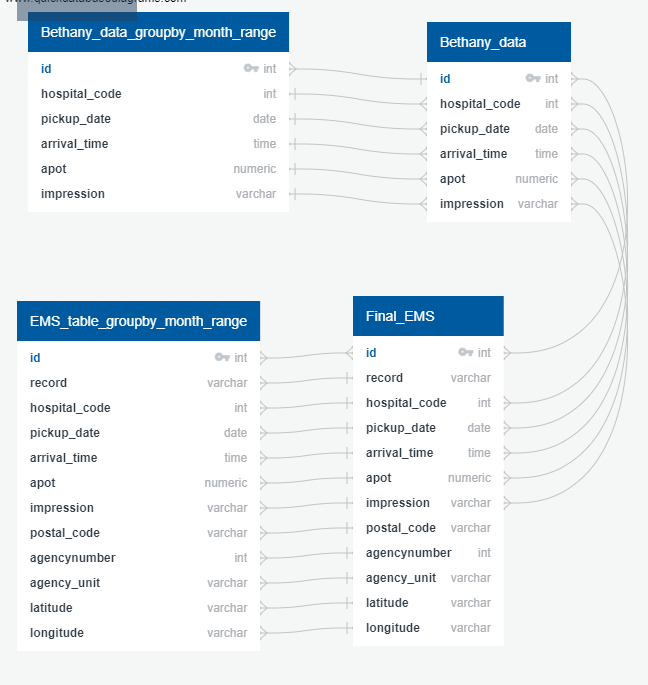 www.quickdatabasediagrams.com
Bethany_data_groupby_month_range
id int
hospital_code int
pickup_date date
arrival_time time
apot numeric
impression varchar
Bethany_data
id int
hospital_code int
pickup_date date
arrival_time time
apot numeric
impression varchar
EMS_table_groupby_month_range
id int
record varchar
hospital_code int
pickup_date date
arrival_time time
apot numeric
impression varchar
postal_code varchar
agencynumber int
agency_unit varchar
latitude varchar
longitude varchar
Final_EMS
id int
record varchar
hospital_code int
pickup_date date
arrival_time time
apot numeric
impression varchar
postal_code varchar
agencynumber int
agency_unit varchar
latitude varchar
longitude varchar